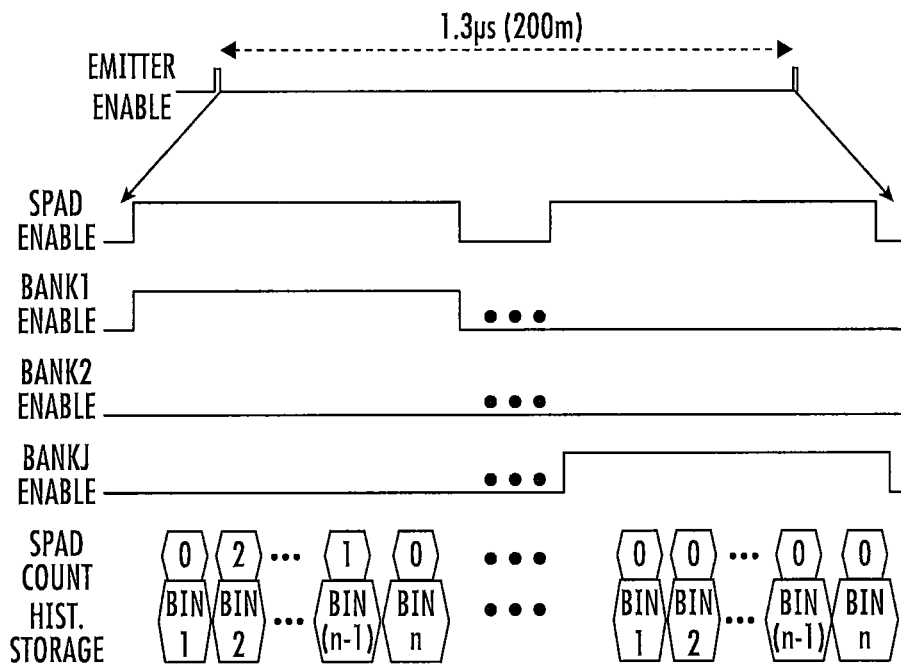 1.3µs (200m)
EMITTER
ENABLE
SPAD
ENABLE
BANK1
ENABLE
BANK2
ENABLE
BANKJ
ENABLE
SPAD
COUNT
0 2 ••• 1 0 ••• 0 0 ••• 0 0
HIST.
STORAGE
BIN 1
BIN 2
•••
BIN (n-1)
BIN n
•••
BIN 1
BIN 2
•••
BIN (n-1)
BIN n